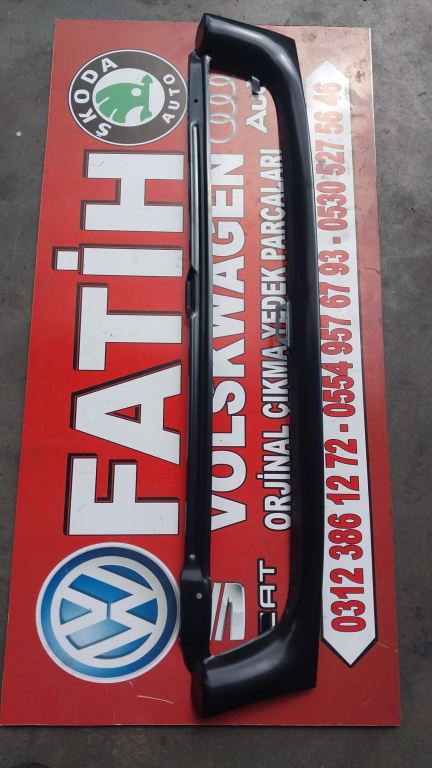 ŠKODA
AUTO
FATİH
VOLSKWAGEN
ORJİNAL ÇIKMA YEDEK PARÇALARI
0312 386 12 72 - 0554 957 67 93 - 0530 527 56 46